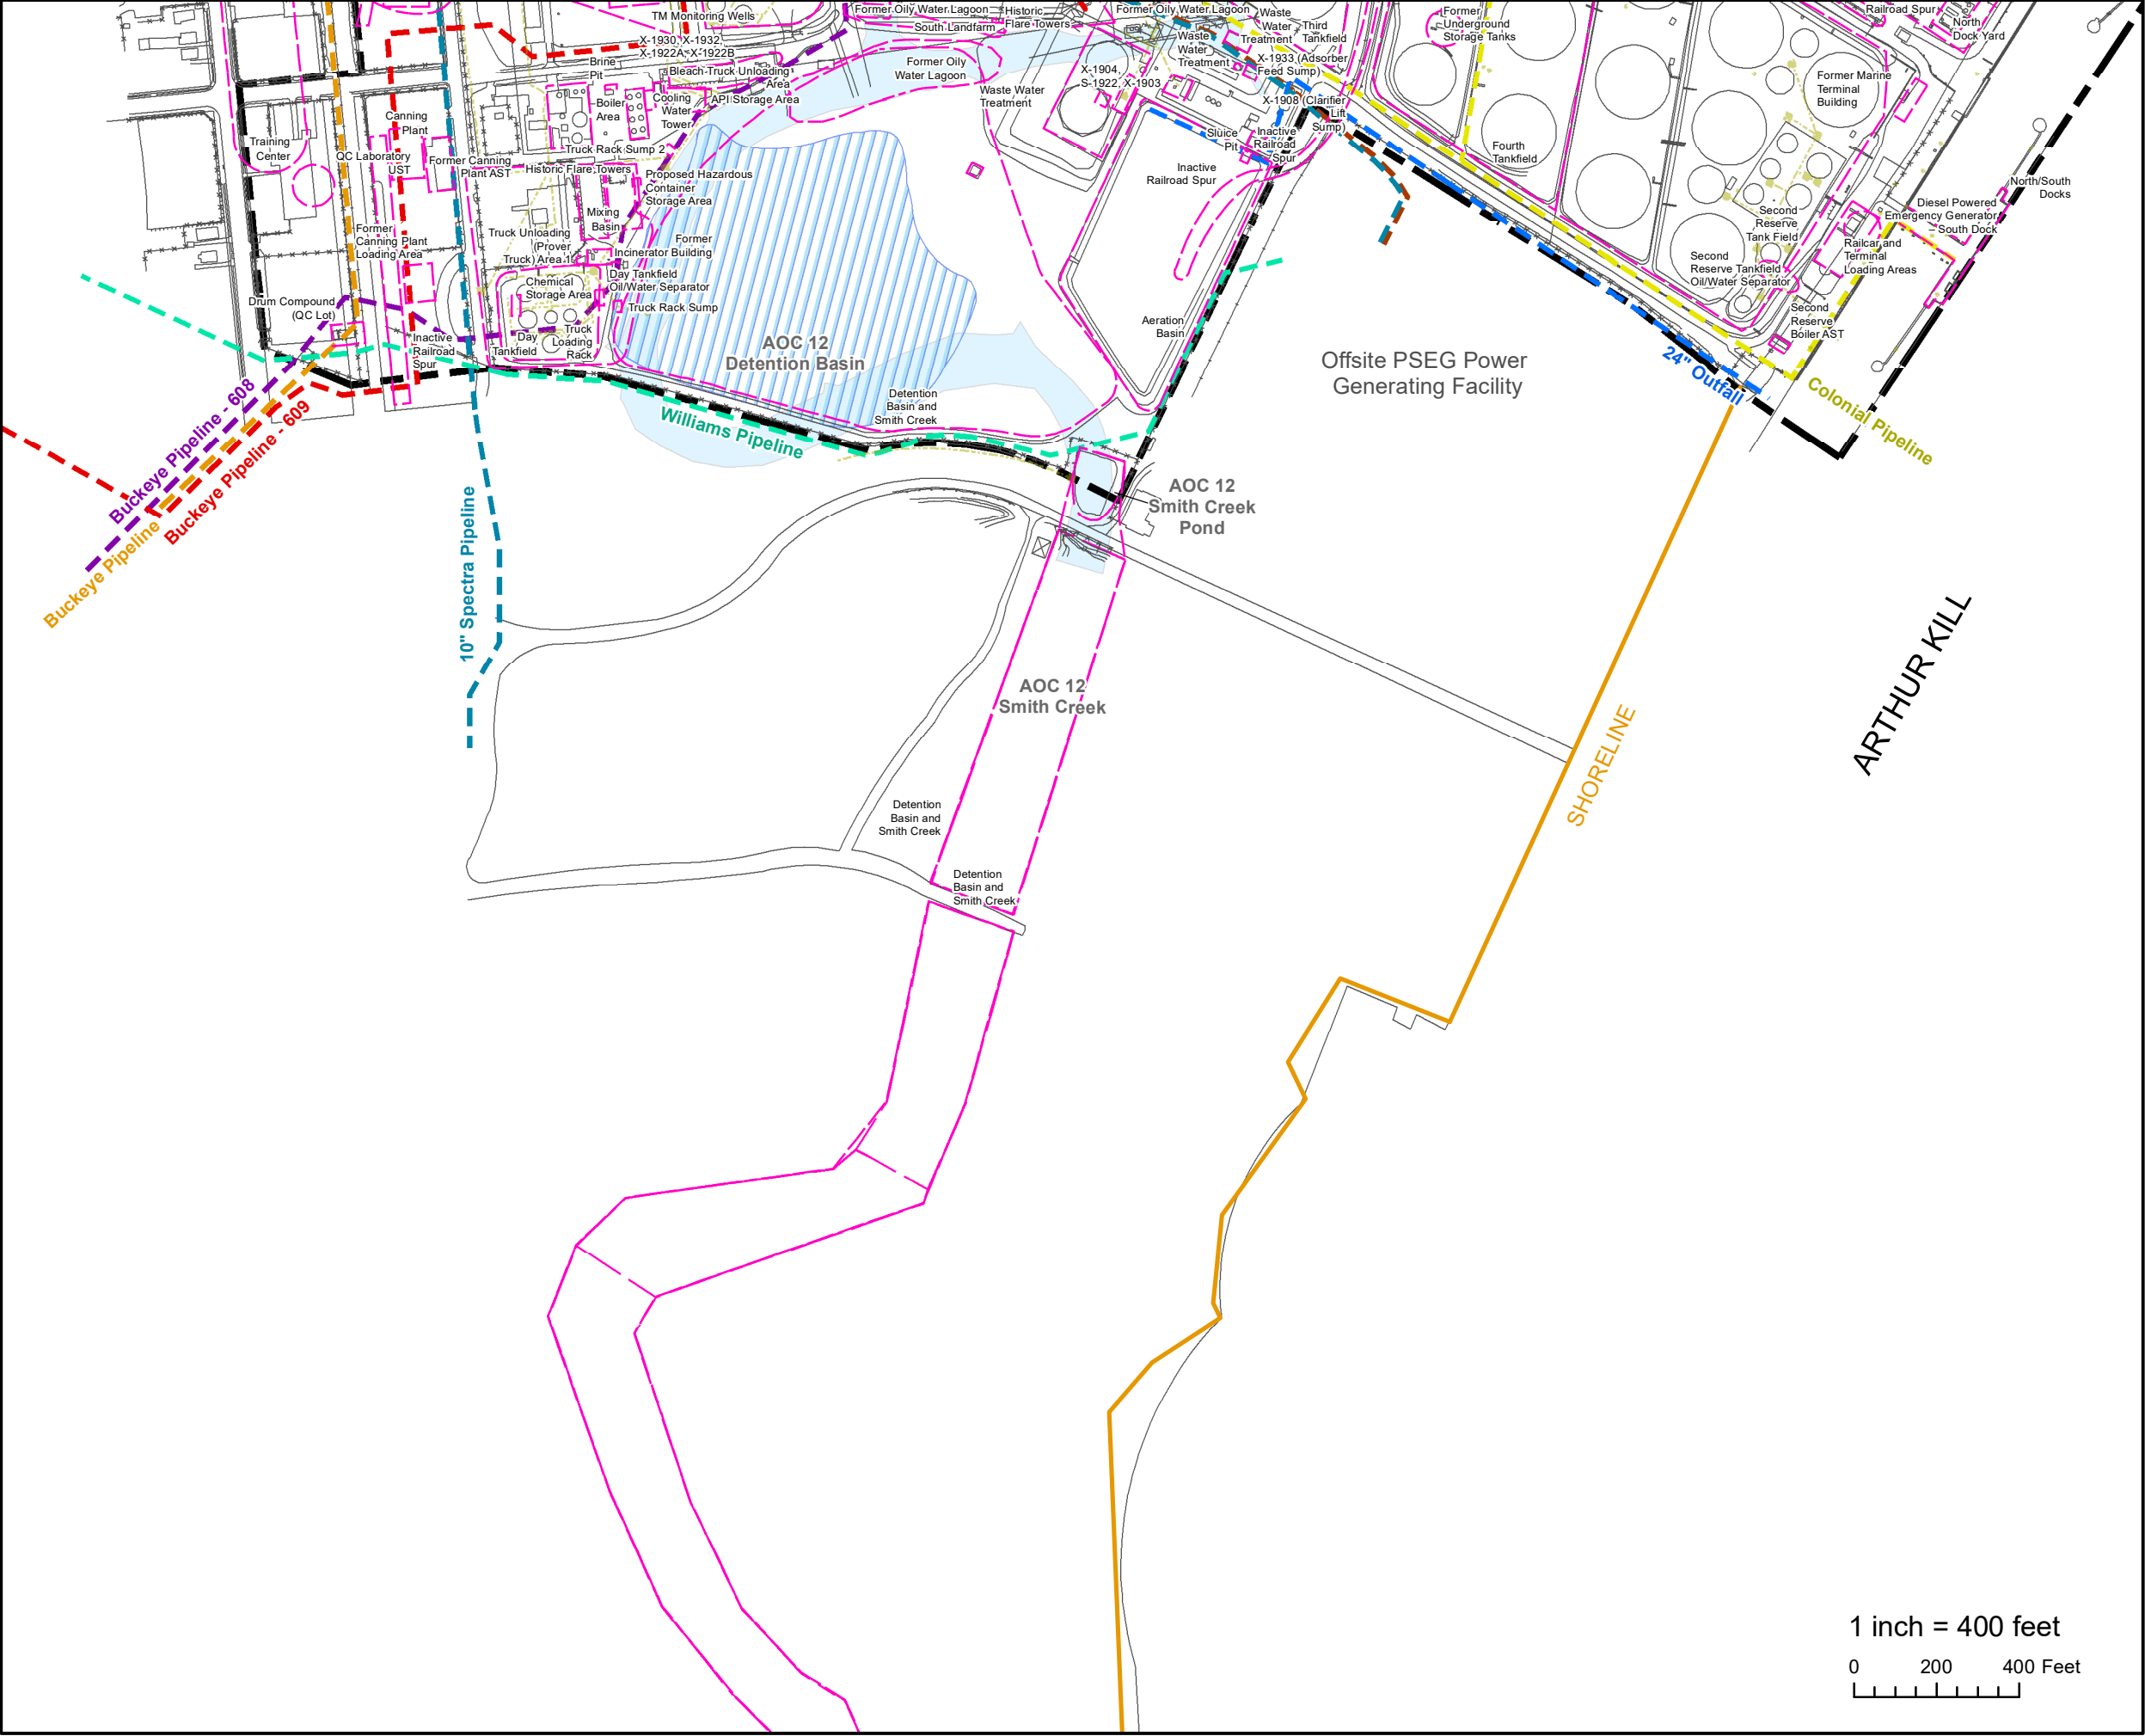 TM Monitoring Wells
Former Oily Water Lagoon
South Landfarm
Historic
Flare Towers
Former Oily Water Lagoon
Waste
Water
Treatment
Third
Tankfield
Former
Underground
Storage Tanks
Railroad Spur
North
Dock Yard
X-1930, X-1932,
X-1922A, X-1922B
Brine
Pit
Bleach Truck Unloading
Area
API Storage Area
Former Oily
Water Lagoon
Waste Water
Treatment
X-1904,
S-1922, X-1903
Waste
Water
Treatment
X-1933 (Adsorber
Feed Sump)
X-1908 (Clarifier
Lift
Sump)
Former Marine
Terminal
Building
Boiler
Area
Cooling
Water
Tower
Truck Rack Sump 2
Canning
Plant
Training
Center
QC Laboratory
UST
Former Canning
Plant AST
Historic Flare Towers
Proposed Hazardous
Container
Storage Area
Sluice
Pit
Inactive
Railroad
Spur
Inactive
Railroad Spur
Fourth
Tankfield
North/South
Docks
Diesel Powered
Emergency Generator
South Dock
Mixing
Basin
Former
Canning Plant
Loading Area
Truck Unloading
(Prover
Truck) Area 1
Former
Incinerator Building
Second
Reserve
Tank Field
Railcar and
Terminal
Loading Areas
Second
Reserve Tankfield
Oil/Water Separator
Day Tankfield
Oil/Water Separator
Chemical
Storage Area
Truck Rack Sump
Drum Compound
(QC Lot)
Second
Reserve
Boiler AST
Inactive
Railroad
Spur
Day
Tankfield
Truck
Loading
Rack
AOC 12
Detention Basin
Aeration
Basin
Offsite PSEG Power
Generating Facility
24" Outfall
Colonial Pipeline
Detention
Basin and
Smith Creek
Williams Pipeline
Buckeye Pipeline - 608
Buckeye Pipeline
Buckeye Pipeline - 609
10" Spectra Pipeline
AOC 12
Smith Creek
Pond
AOC 12
Smith Creek
ARTHUR KILL
SHORELINE
Detention
Basin and
Smith Creek
Detention
Basin and
Smith Creek
1 inch = 400 feet
0 200 400 Feet